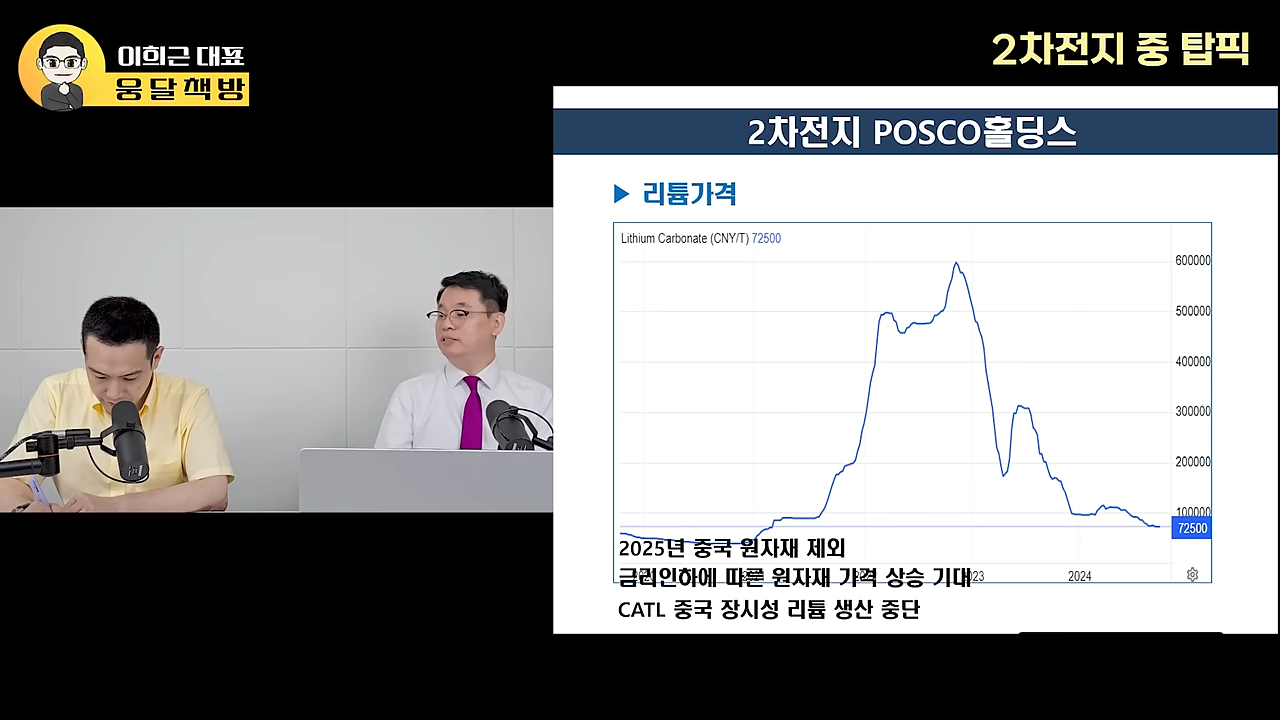 이희근 대표
웅달책방
2차전지 중 탑픽
2차전지 POSCO홀딩스
▶ 리튬가격
Lithium Carbonate (CNY/T) 72500
600000
500000
400000
300000
200000
100000
72500
2024
2025년 중국 원자재 제외
금리인하에 따른 원자재 가격 상승 기대
CATL 중국 장시성 리튬 생산 중단